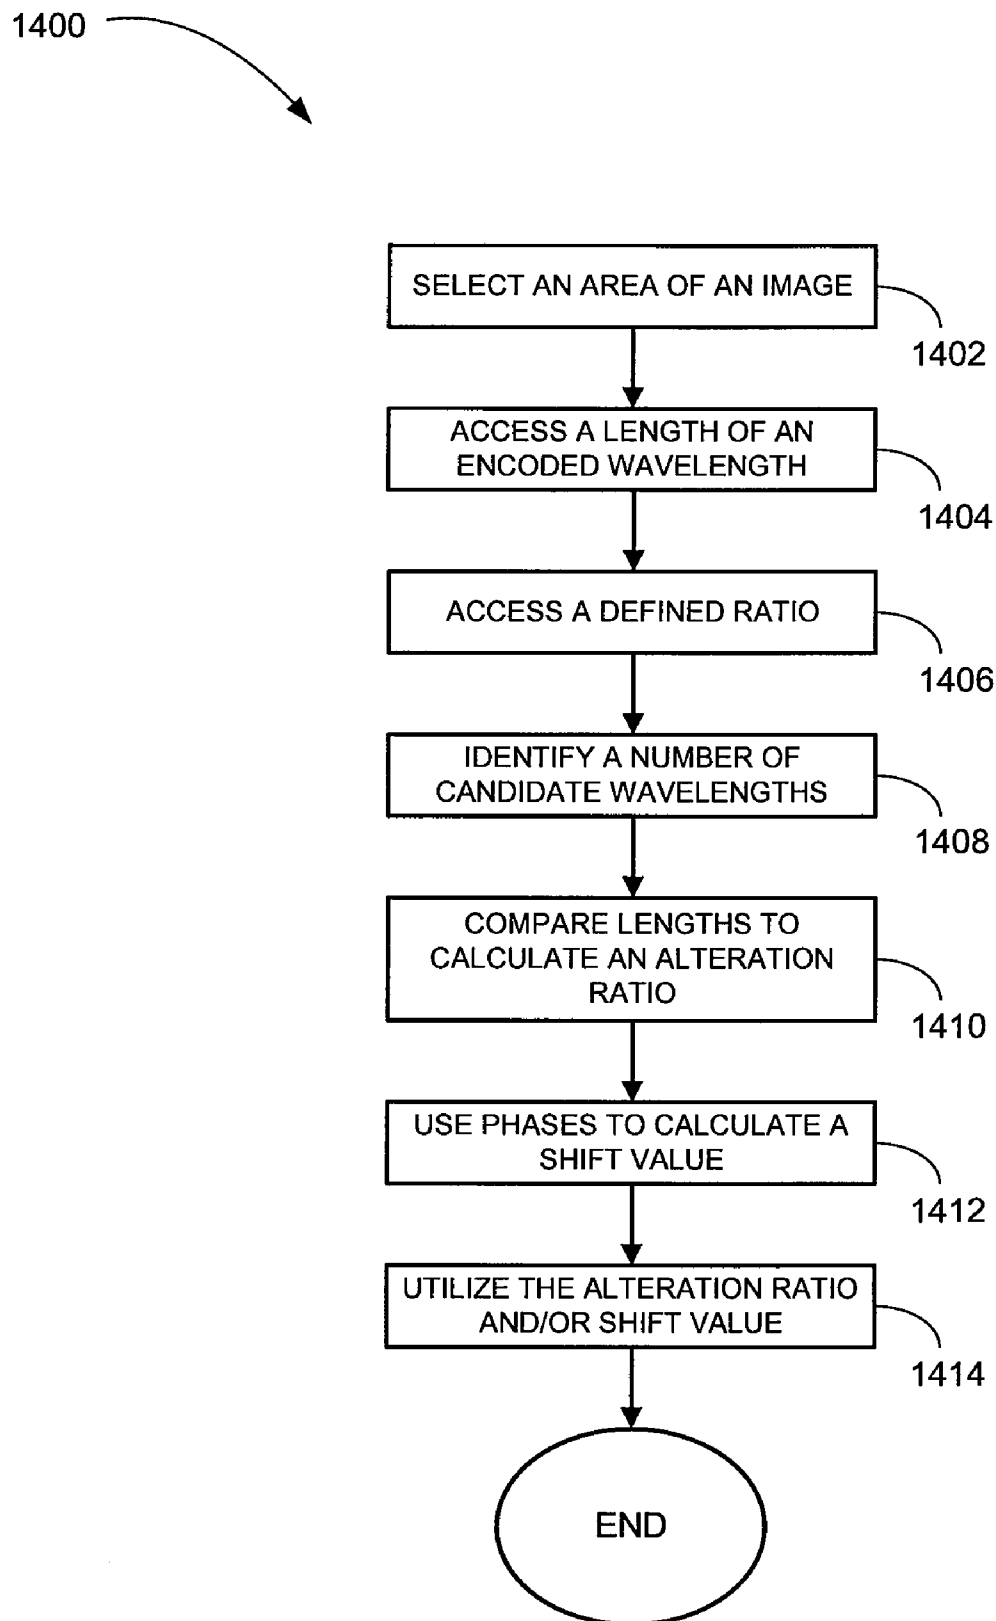 1400
SELECT AN AREA OF AN IMAGE
1402
ACCESS A LENGTH OF AN
ENCODED WAVELENGTH
1404
ACCESS A DEFINED RATIO
1406
IDENTIFY A NUMBER OF
CANDIDATE WAVELENGTHS
1408
COMPARE LENGTHS TO
CALCULATE AN ALTERATION
RATIO
1410
USE PHASES TO CALCULATE A
SHIFT VALUE
1412
UTILIZE THE ALTERATION RATIO
AND/OR SHIFT VALUE
1414
END